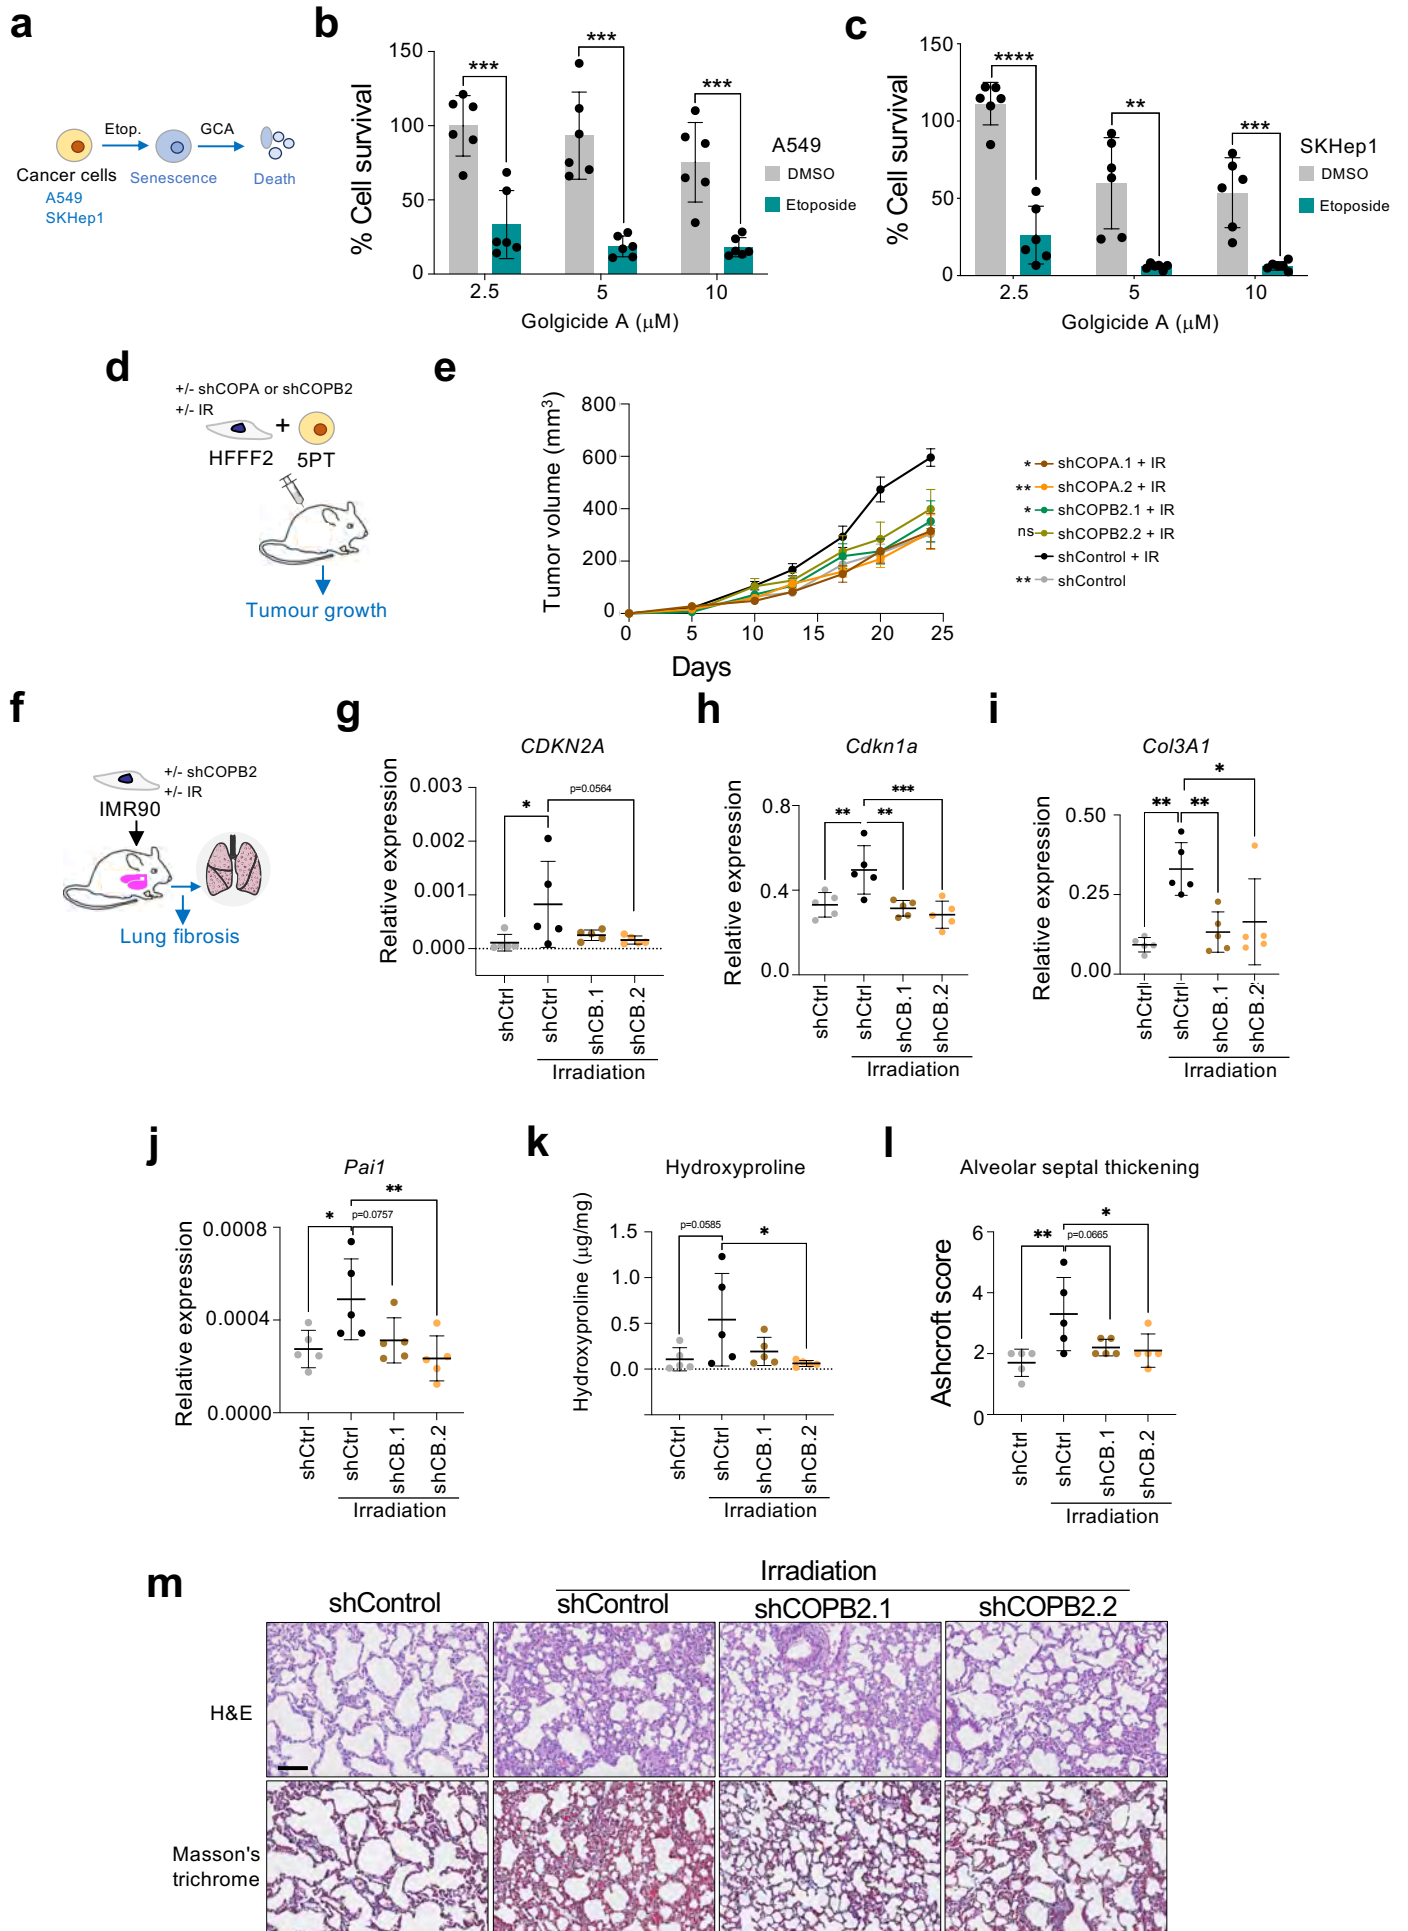 a
Etop.
GCA
Cancer cells
Senescence
Death
A549
SKHep1
b
% Cell survival
150
100
50
0
***
***
***
2.5
5
10
Golgicide A (μM)
A549
DMSO
Etoposide
c
% Cell survival
150
100
50
0
****
**
***
2.5
5
10
Golgicide A (μM)
SKHep1
DMSO
Etoposide
d
+/- shCOPA or shCOPB2
+/- IR
+
HFFF2
5PT
Tumour growth
e
Tumor volume (mm³)
800
600
400
200
0
0
5
10
15
20
25
Days
* shCOPA.1 + IR
** shCOPA.2 + IR
* shCOPB2.1 + IR
ns shCOPB2.2 + IR
shControl + IR
** shControl
f
+/- shCOPB2
+/- IR
IMR90
Lung fibrosis
g
CDKN2A
Relative expression
0.003
0.002
0.001
0.000
*
p=0.0564
shCtrl
shCtrl
shCB.1
shCB.2
Irradiation
h
Cdkn1a
Relative expression
0.8
0.4
0.0
***
** **
shCtrl
shCtrl
shCB.1
shCB.2
Irradiation
i
Col3A1
Relative expression
0.50
0.25
0.00
*
** **
shCtrl
shCtrl
shCB.1
shCB.2
Irradiation
j
Pai1
Relative expression
0.0008
0.0004
0.0000
**
*
p=0.0757
shCtrl
shCtrl
shCB.1
shCB.2
Irradiation
k
Hydroxyproline
Hydroxyproline (μg/mg)
1.5
1.0
0.5
0.0
p=0.0585
*
shCtrl
shCtrl
shCB.1
shCB.2
Irradiation
l
Alveolar septal thickening
Ashcroft score
6
4
2
0
*
**
p=0.0665
shCtrl
shCtrl
shCB.1
shCB.2
Irradiation
m
Irradiation
shControl
shControl
shCOPB2.1
shCOPB2.2
H&E
Masson's
trichrome